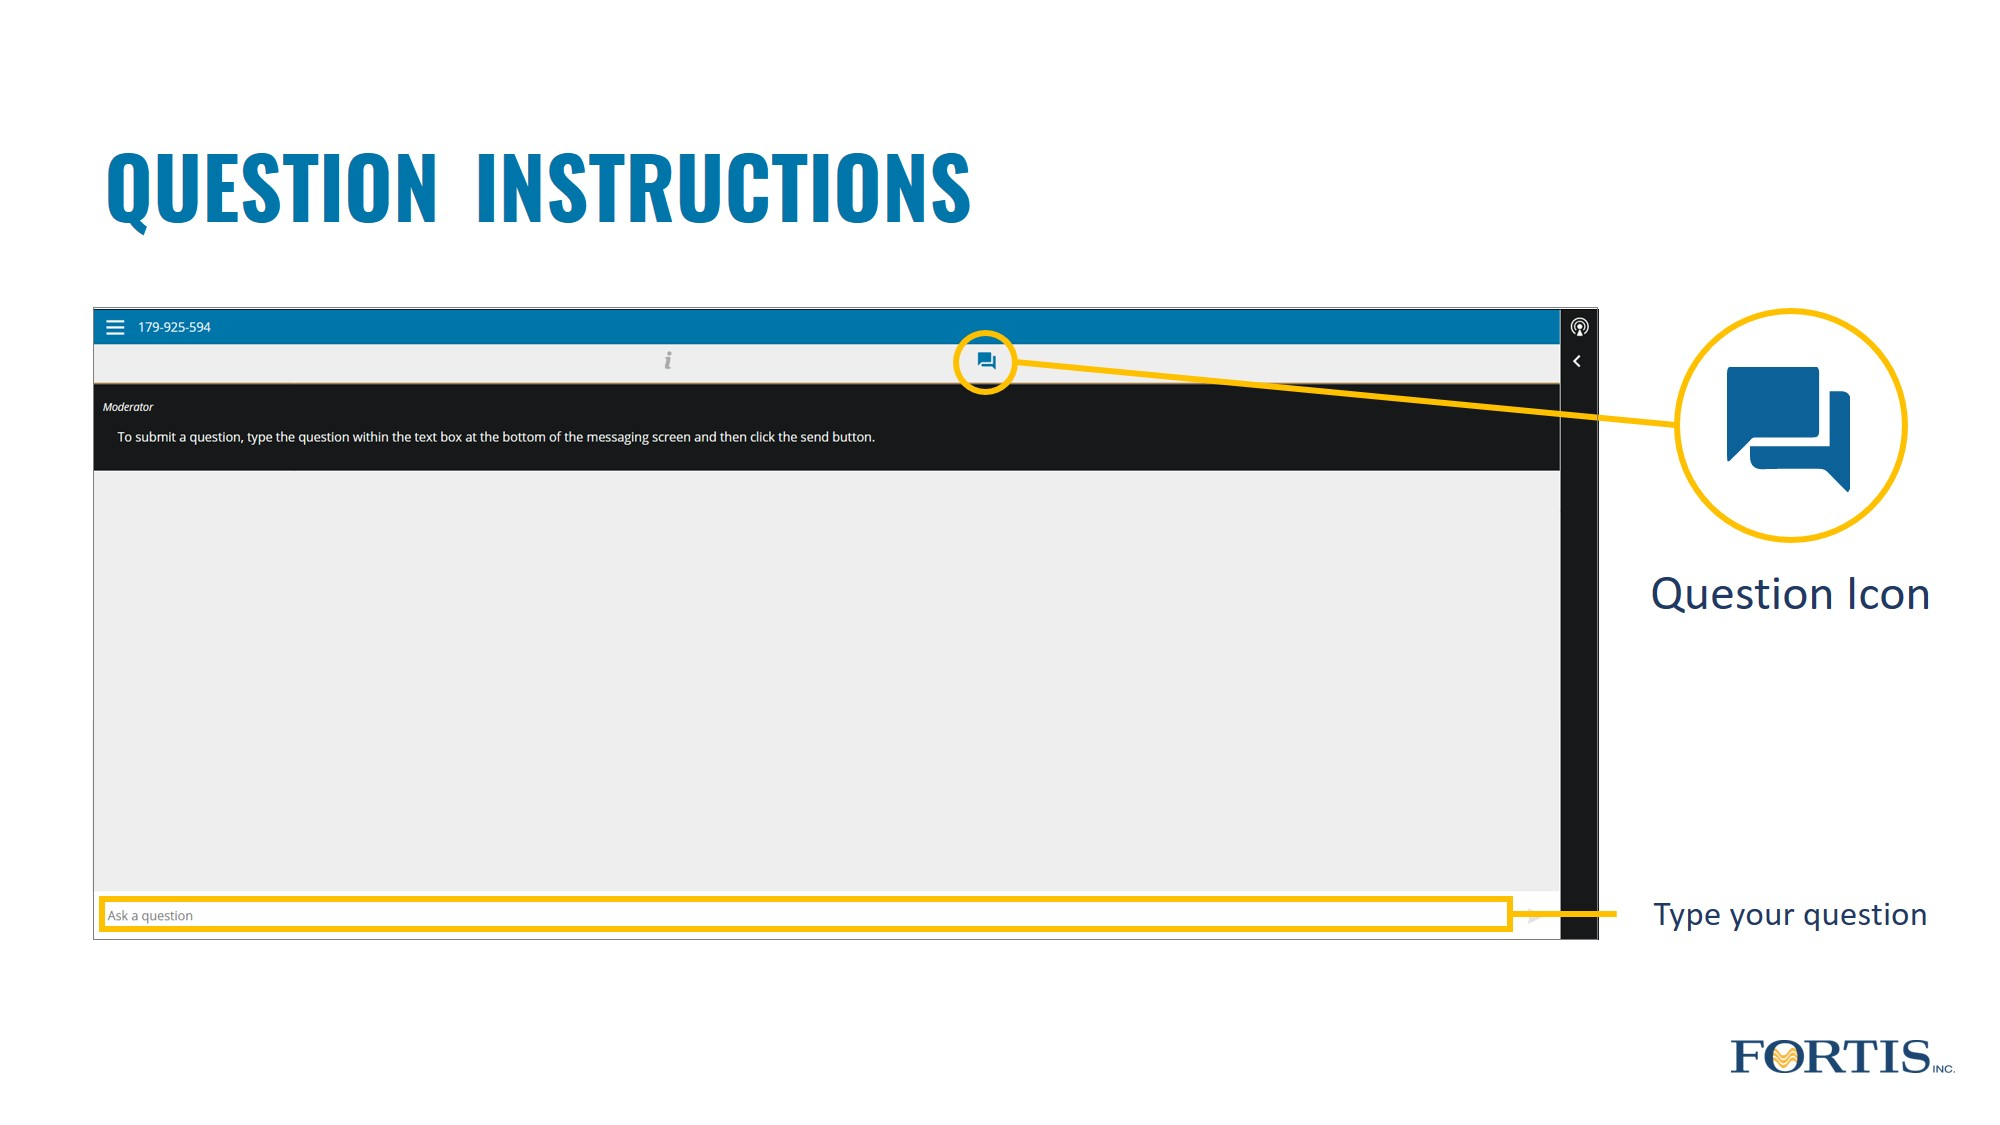 QUESTION INSTRUCTIONS
179-925-594
i
Moderator
To submit a question, type the question within the text box at the bottom of the messaging screen and then click the send button.
Question Icon
Ask a question
Type your question
FORTIS INC.